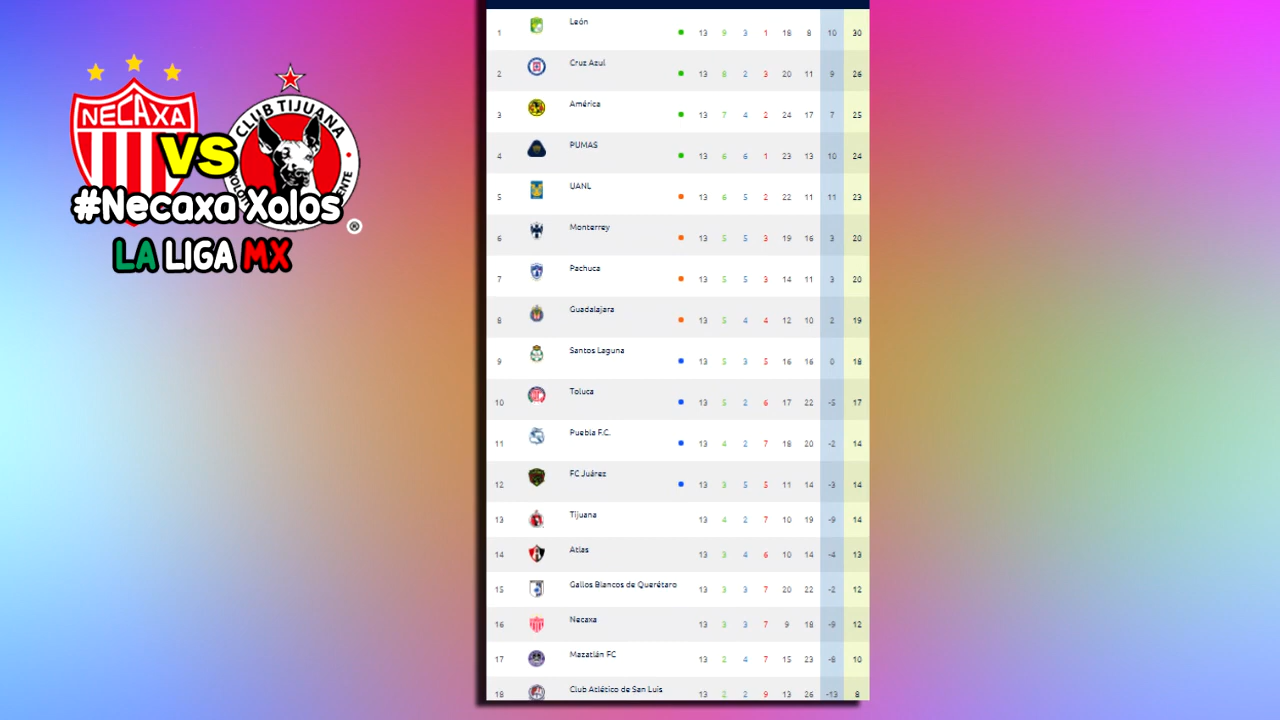 NECAXA
CLUB TIJUANA
VS
#Necaxa Xolos
®
LA LIGA MX
1 León 13 9 3 1 18 8 10 30
2 Cruz Azul 13 8 2 3 20 11 9 26
3 América 13 7 4 2 24 17 7 25
4 PUMAS 13 6 6 1 23 13 10 24
5 UANL 13 6 5 2 22 11 11 23
6 Monterrey 13 5 5 3 19 16 3 20
7 Pachuca 13 5 5 3 14 11 3 20
8 Guadalajara 13 5 4 4 12 10 2 19
9 Santos Laguna 13 5 3 5 16 16 0 18
10 Toluca 13 5 2 6 17 22 -5 17
11 Puebla F.C. 13 4 2 7 18 20 -2 14
12 FC Juárez 13 3 5 5 11 14 -3 14
13 Tijuana 13 4 2 7 10 19 -9 14
14 Atlas 13 3 4 6 10 14 -4 13
15 Gallos Blancos de Querétaro 13 3 3 7 20 22 -2 12
16 Necaxa 13 3 3 7 9 18 -9 12
17 Mazatlán FC 13 2 4 7 15 23 -8 10
18 Club Atlético de San Luis 13 2 2 9 13 26 -13 8